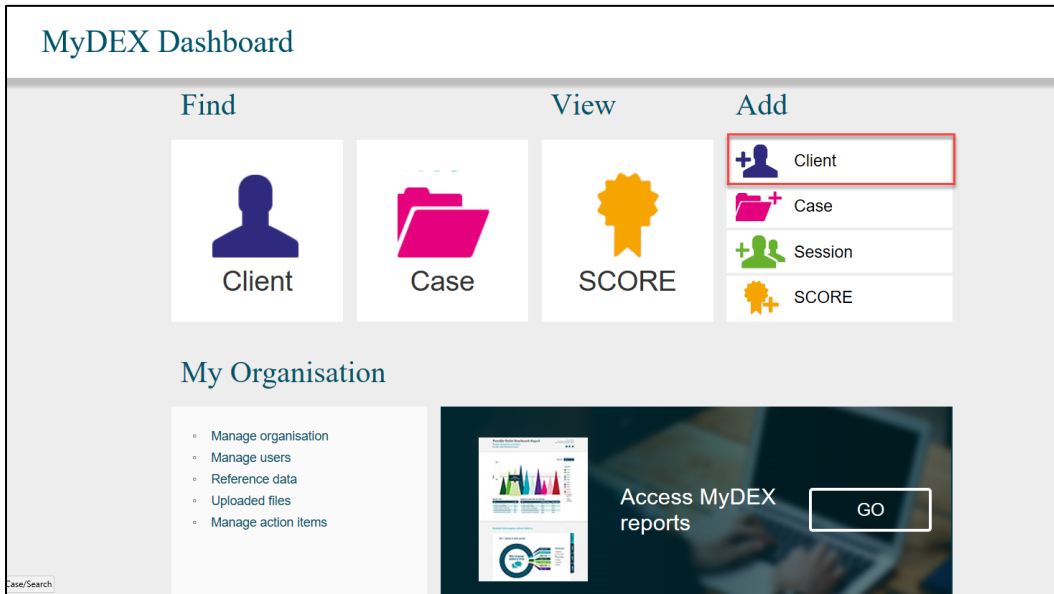 MyDEX Dashboard
Find
View
Add
Client
Case
SCORE
Client
Case
Session
SCORE
My Organisation
Manage organisation
Manage users
Reference data
Uploaded files
Manage action items
Access MyDEX
reports
GO
Case/Search